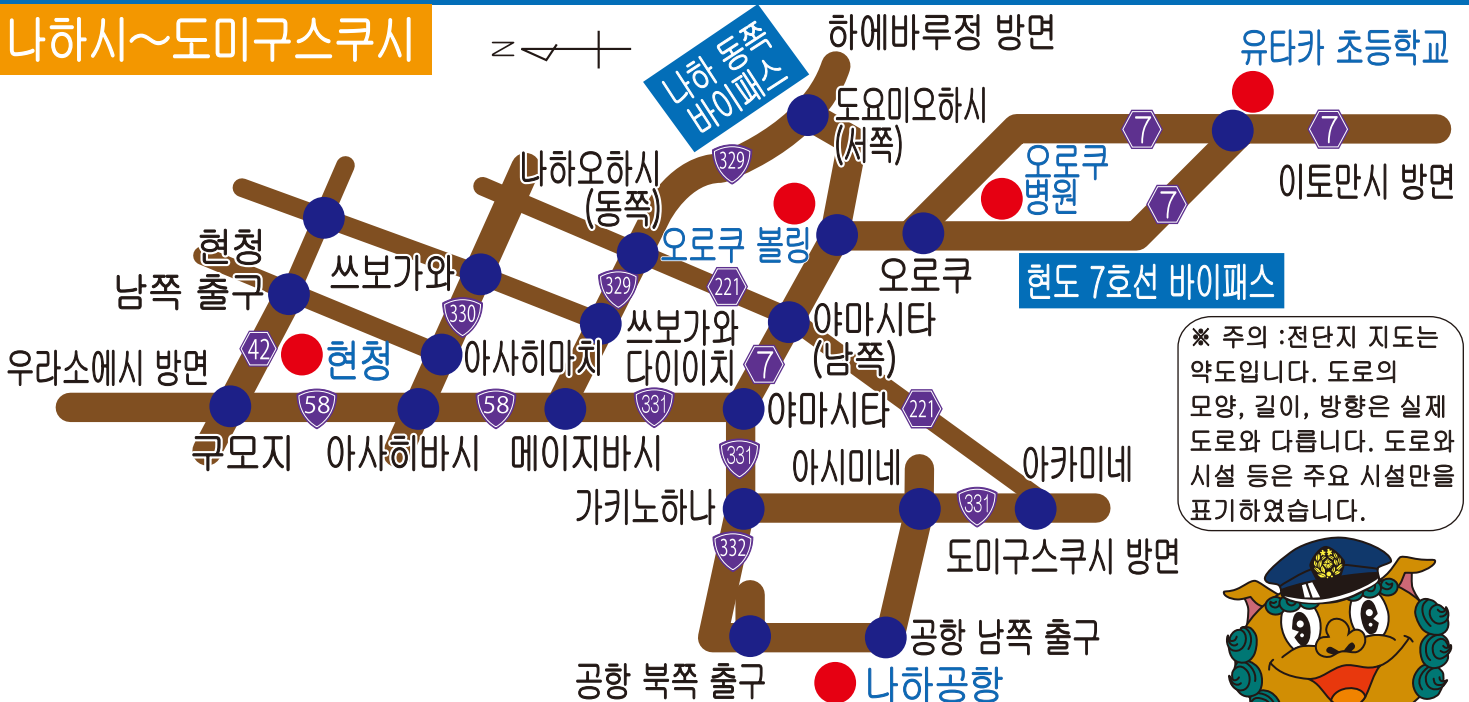 나하시～도미구스쿠시
N
나하 동쪽
바이패스
하에바루정 방면
유타카 초등학교
도요미오하시
(서쪽)
7
7
329
나하오하시
(동쪽)
오로쿠
병원
이토만시 방면
7
현청
남쪽 출구
쓰보가와
오로쿠 볼링
오로쿠
329
221
현도 7호선 바이패스
330
쓰보가와
다이이치
야마시타
(남쪽)
42
현청
아사히마치
7
우라소에시 방면
58
58
331
야마시타
221
구모지
아사히바시
메이지바시
331
아시미네
아카미네
가키노하나
331
332
도미구스쿠시 방면
공항 남쪽 출구
공항 북쪽 출구
나하공항
※ 주의 :전단지 지도는
약도입니다. 도로의
모양, 길이, 방향은 실제
도로와 다릅니다. 도로와
시설 등은 주요 시설만을
표기하였습니다.